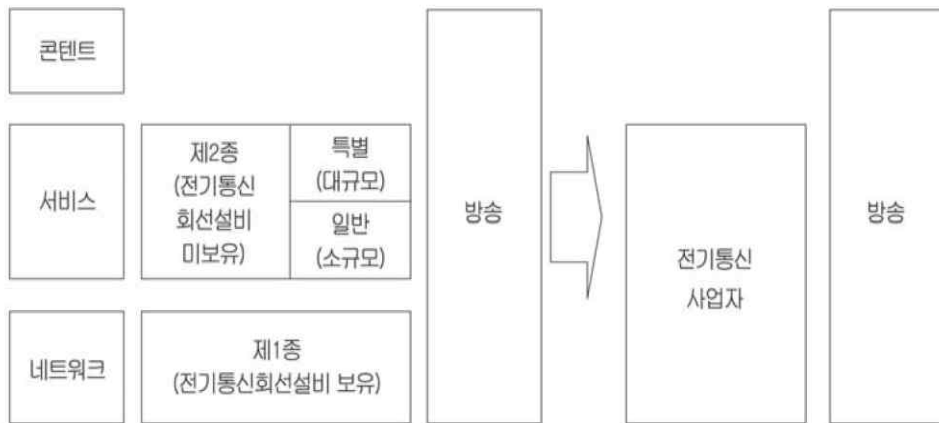 콘텐트
서비스
제2종
(전기통신
회선설비
미보유)
특별
(대규모)
일반
(소규모)
네트워크
제1종
(전기통신회선설비 보유)
방송
전기통신
사업자
방송